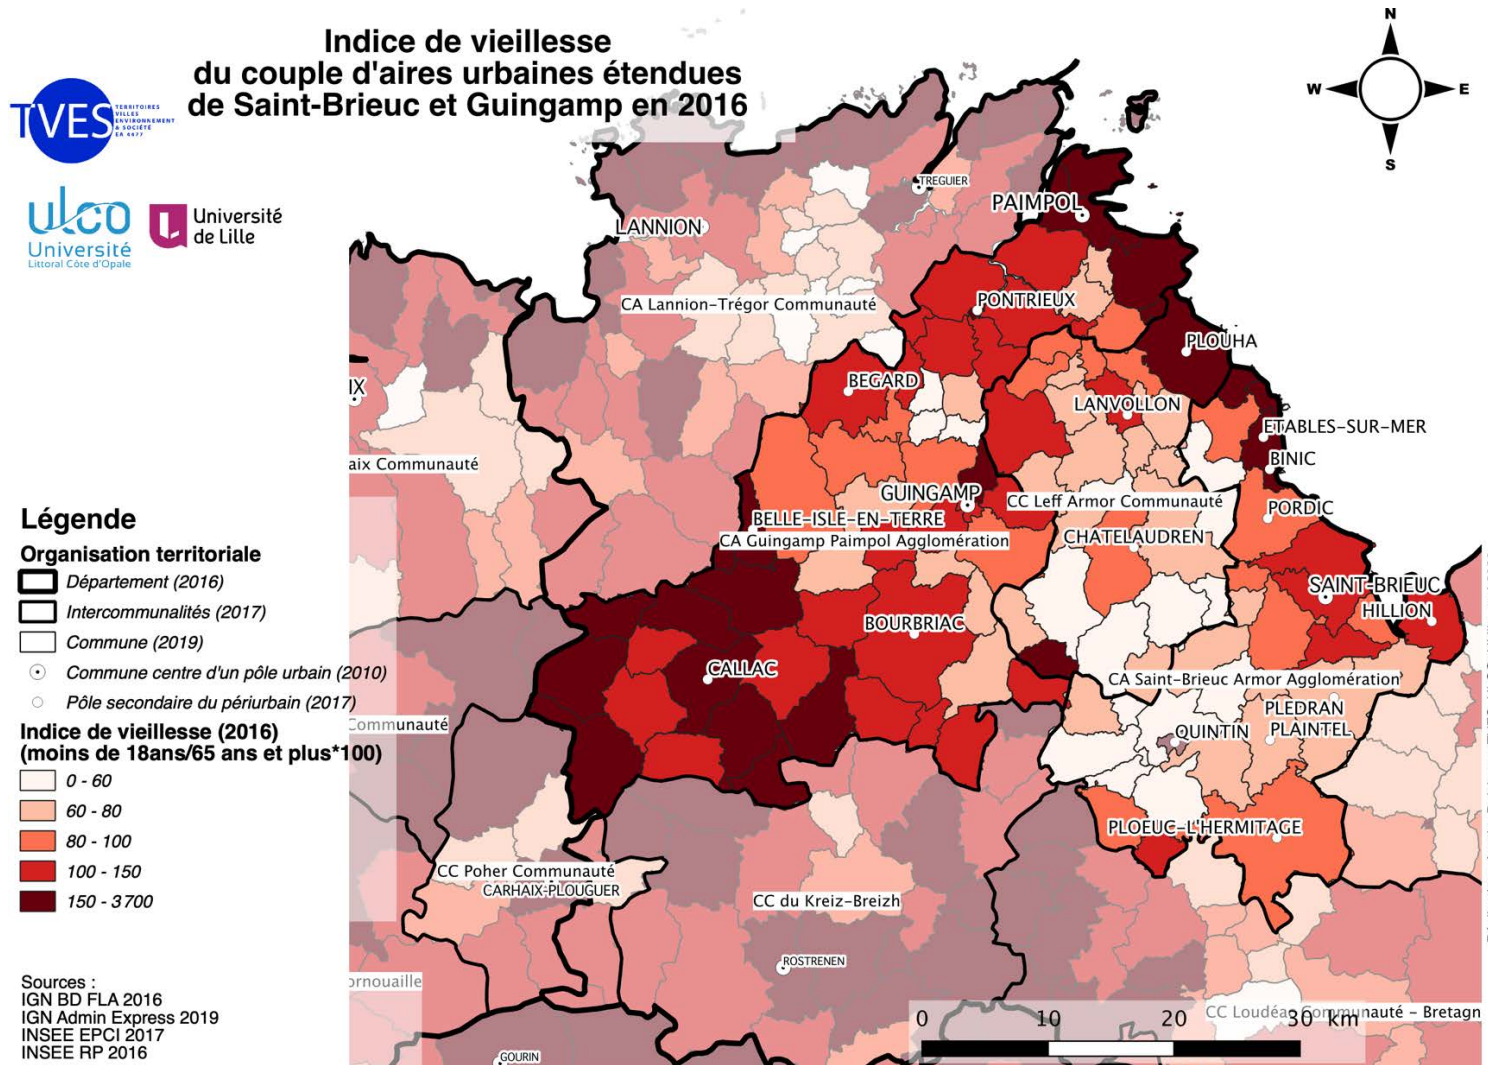 Indice de vieillesse
du couple d'aires urbaines étendues
de Saint-Brieuc et Guingamp en 2016
TVES
TERRITOIRES
VILLES
ENVIRONNEMENT
& SOCIÉTÉ
EA 4477
ulco
Université
Littoral Côte d'Opale
Université
de Lille
N
W
E
S
TREGUIER
PAIMPOL
LANNION
CA Lannion-Trégor Communauté
PONTRIEUX
PLOUHA
IX
BEGARD
LANVOLLON
ETABLES-SUR-MER
BINIC
aix Communauté
GUINGAMP
CC Leff Armor Communauté
PORDIC
BELLE-ISLE-EN-TERRE
CA Guingamp Paimpol Agglomération
CHATELAUDREN
SAINT-BRIEUC
HILLION
BOURBRIAC
CALLAC
CA Saint-Brieuc Armor Agglomération
PLEDRAN
QUINTIN
PLAINTEL
Communauté
PLOEUC-L'HERMITAGE
CC Poher Communauté
CARHAIX-PLOUGUER
CC du Kreiz-Breizh
ROSTRENEN
ornouaille
GOURIN
CC Loudéac Communauté - Bretagn
0 10 20 30 km
Légende
Organisation territoriale
Département (2016)
Intercommunalités (2017)
Commune (2019)
Commune centre d'un pôle urbain (2010)
Pôle secondaire du périurbain (2017)
Indice de vieillesse (2016)
(moins de 18ans/65 ans et plus*100)
0 - 60
60 - 80
80 - 100
100 - 150
150 - 3700
Sources :
IGN BD FLA 2016
IGN Admin Express 2019
INSEE EPCI 2017
INSEE RP 2016